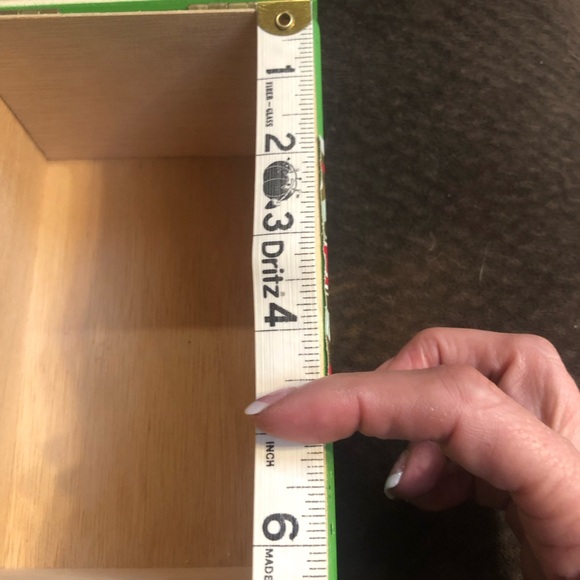 1
FIBER-GLASS
2
3
Dritz
4
INCH
6
MADE